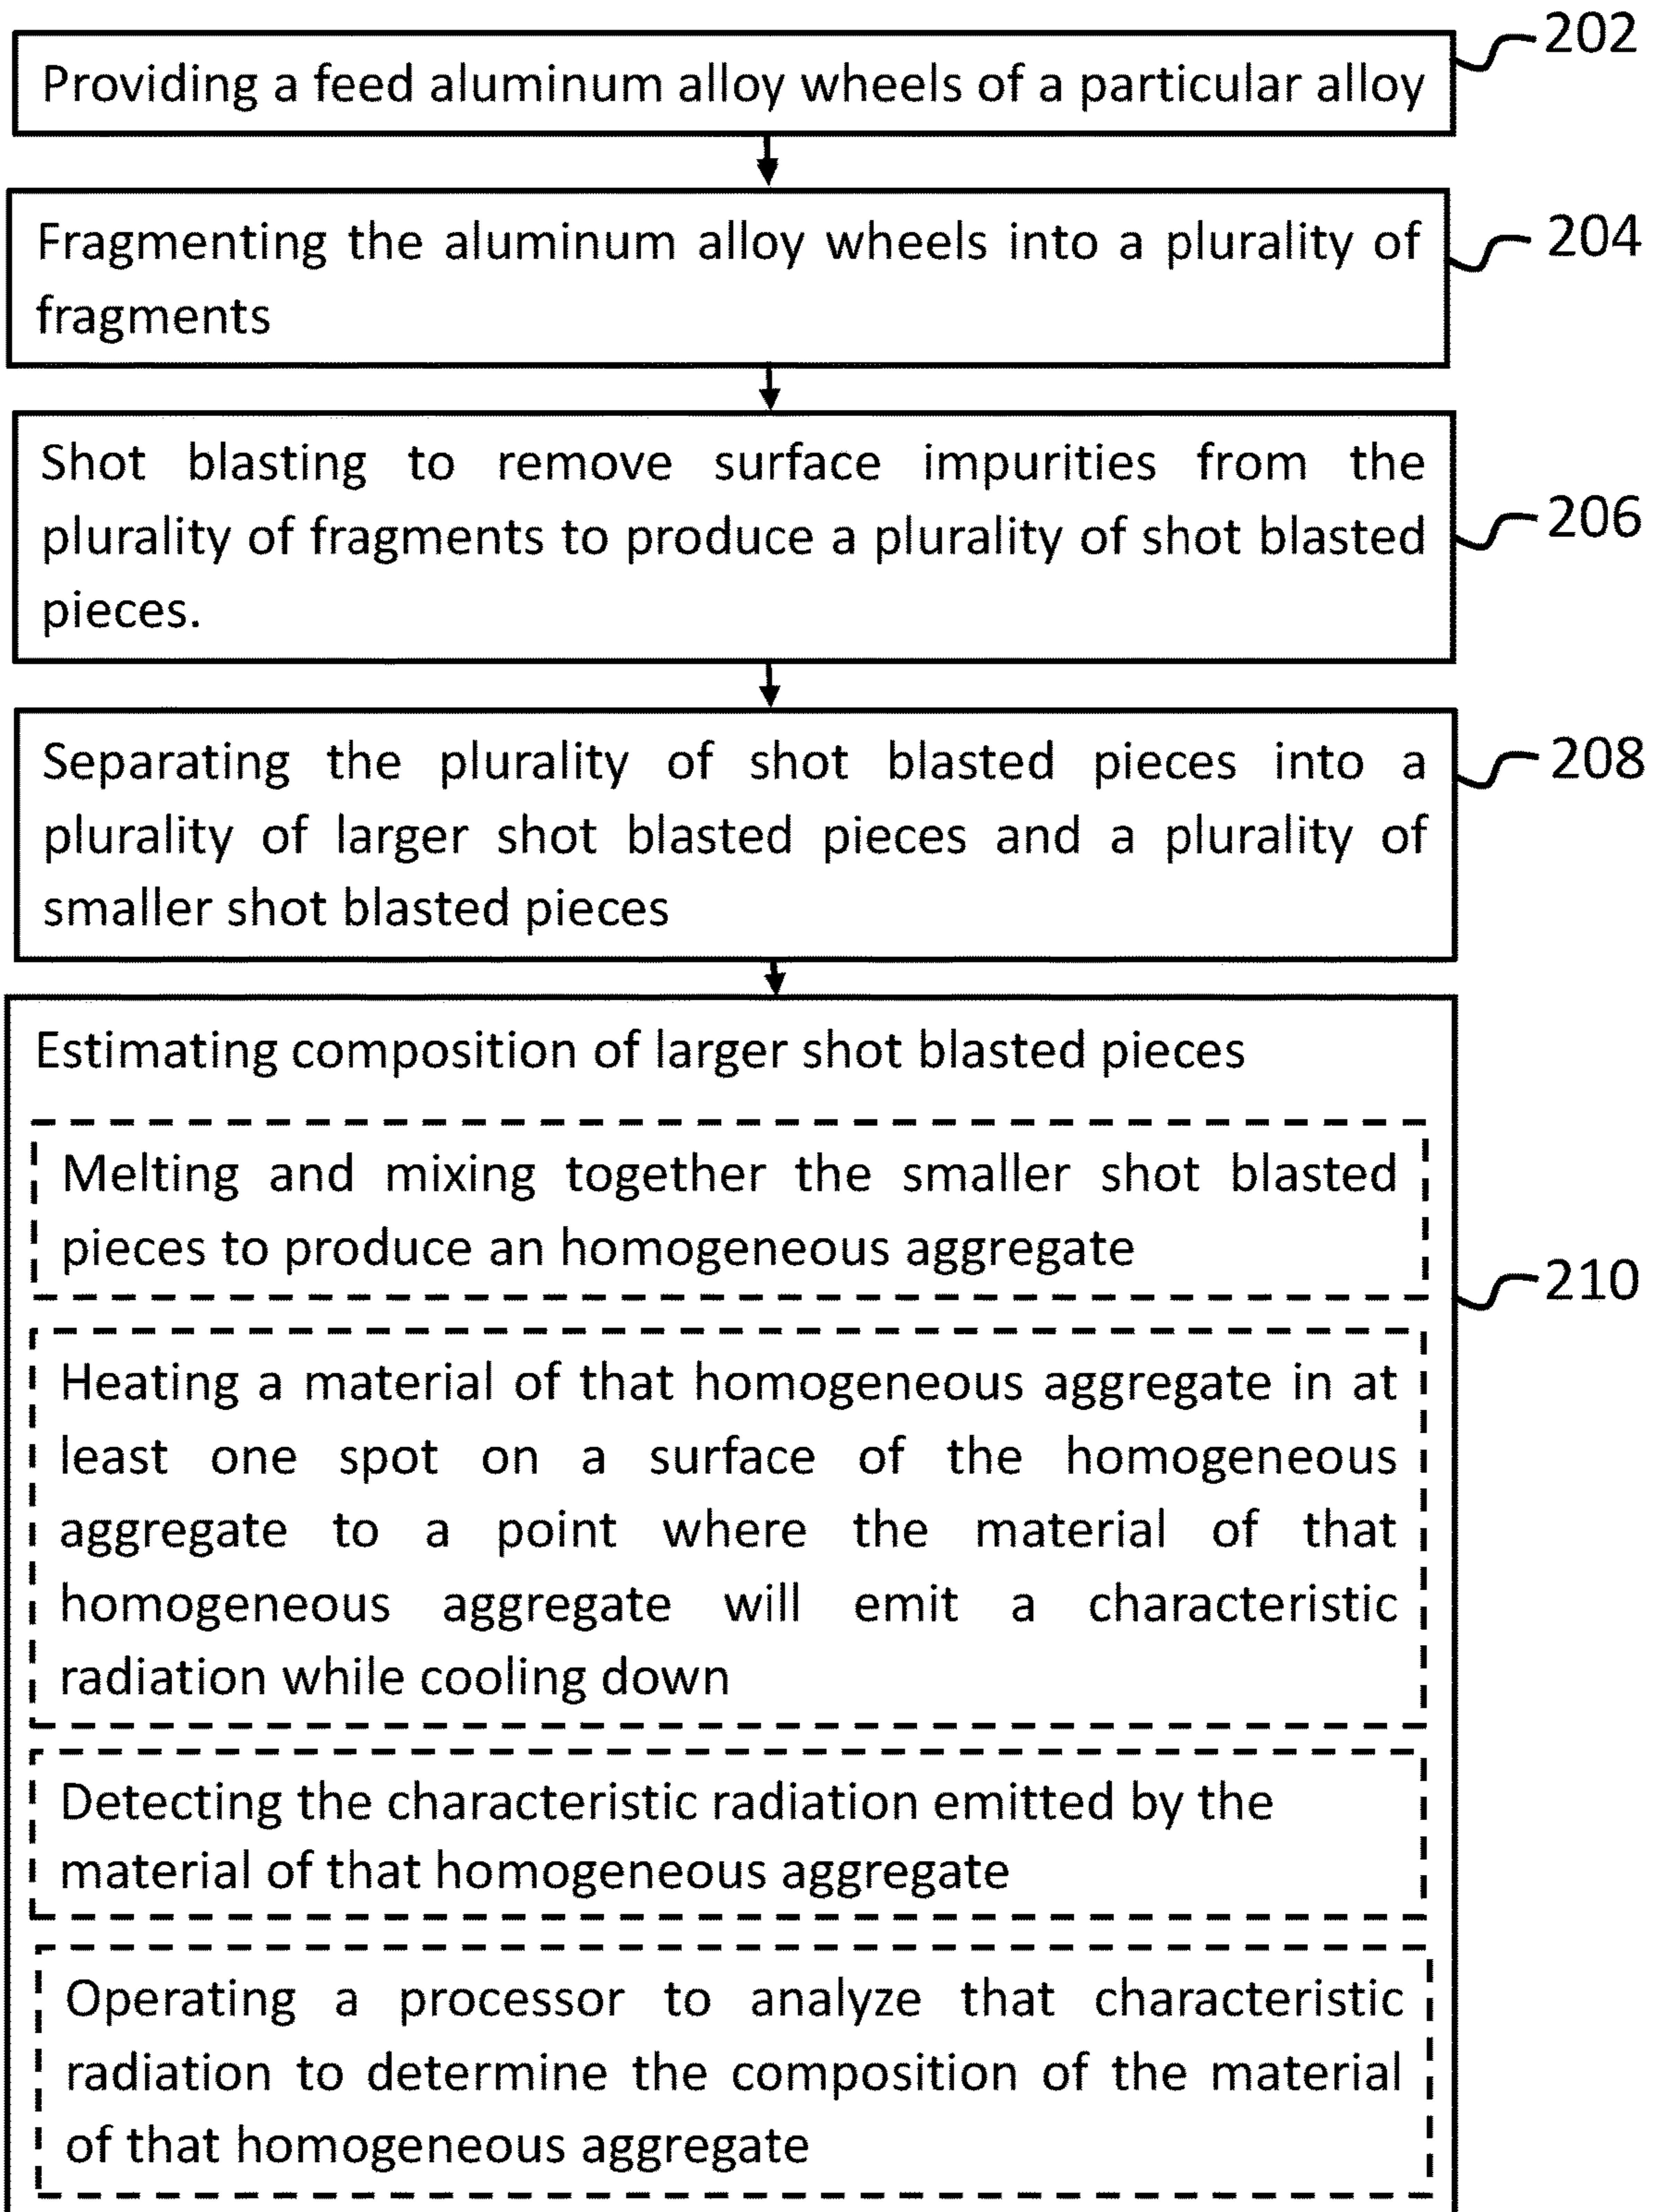 202
Providing a feed aluminum alloy wheels of a particular alloy
204
Fragmenting the aluminum alloy wheels into a plurality of
fragments
Shot blasting to remove surface impurities from the
206
plurality of fragments to produce a plurality of shot blasted
pieces.
208
Separating the plurality of shot blasted pieces into a
plurality of larger shot blasted pieces and a plurality of
smaller shot blasted pieces
Estimating composition of larger shot blasted pieces
Melting and mixing together the smaller shot blasted
pieces to produce an homogeneous aggregate
210
Heating a material of that homogeneous aggregate in at
least one spot on a surface of the homogeneous
aggregate to a point where the material of that
homogeneous aggregate will emit a characteristic
radiation while cooling down
Detecting the characteristic radiation emitted by the
material of that homogeneous aggregate
Operating a processor to analyze that characteristic
radiation to determine the composition of the material
of that homogeneous aggregate